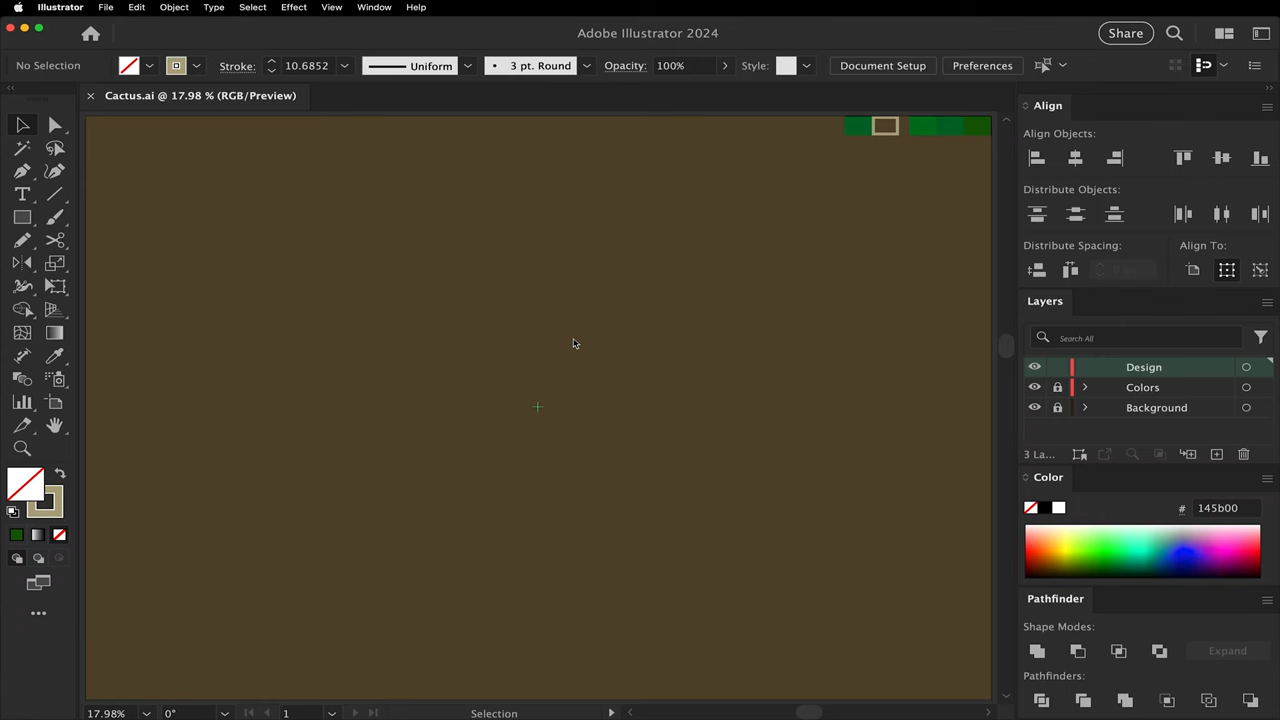 Illustrator File Edit Object Type Select Effect View Window Help
Adobe Illustrator 2024
Share
No Selection
Stroke:
10.6852
Uniform
3 pt. Round
Opacity:
100%
Style:
Document Setup
Preferences
Cactus.ai @ 17.98 % (RGB/Preview)
Align
Align Objects:
Distribute Objects:
Distribute Spacing:
Align To:
Layers
Search All
Design
Colors
Background
3 La...
Color
# 145b00
Pathfinder
Shape Modes:
Expand
Pathfinders:
17.98%
0°
1
Selection